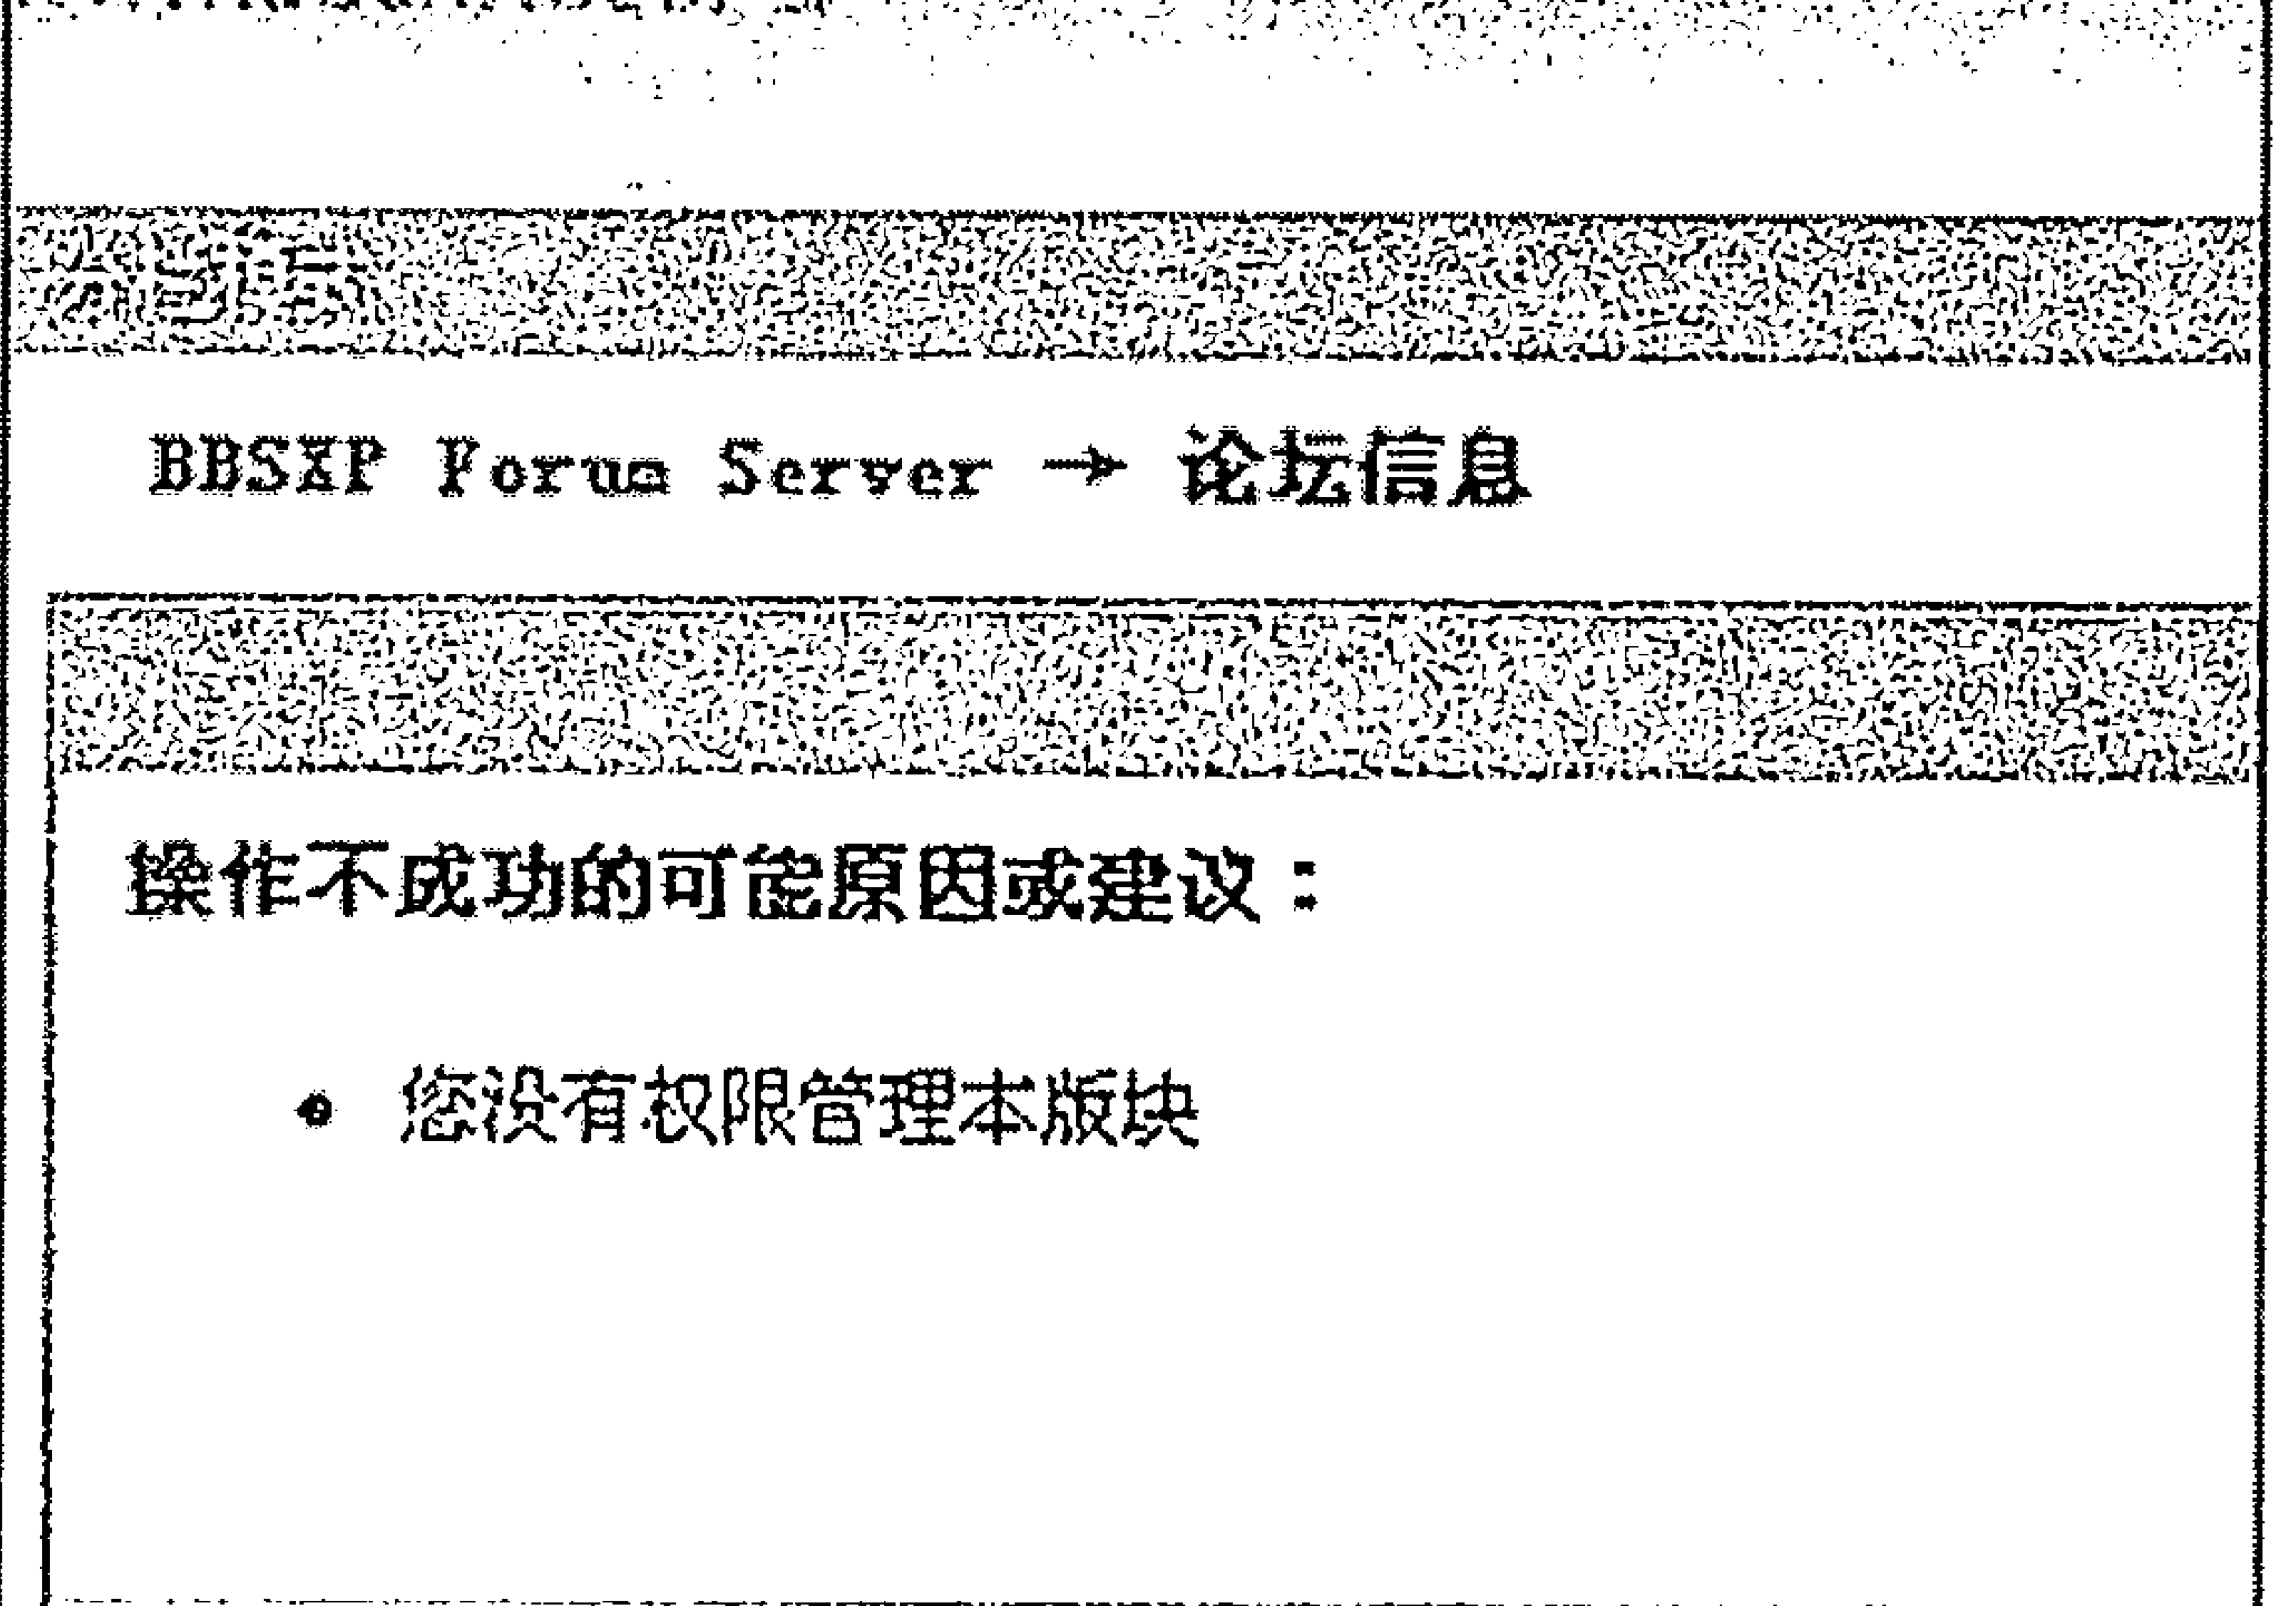 BBSXP Forum Server → 论坛信息
操作不成功的可能原因或建议：
• 您没有权限管理本版块